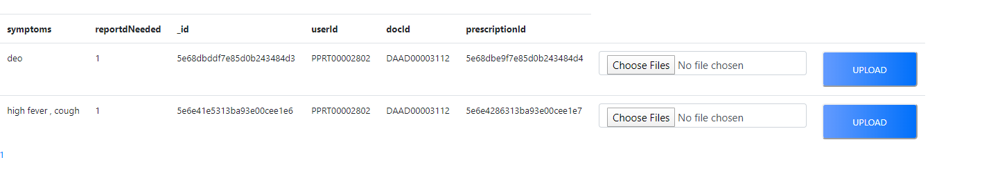 symptoms reportdNeeded _id userId docId prescriptionId
deo 1 5e68dbddf7e85d0b243484d3 PPRT00002802 DAAD00003112 5e68dbe9f7e85d0b243484d4 Choose Files No file chosen UPLOAD
high fever , cough 1 5e6e41e5313ba93e00cee1e6 PPRT00002802 DAAD00003112 5e6e4286313ba93e00cee1e7 Choose Files No file chosen UPLOAD
1